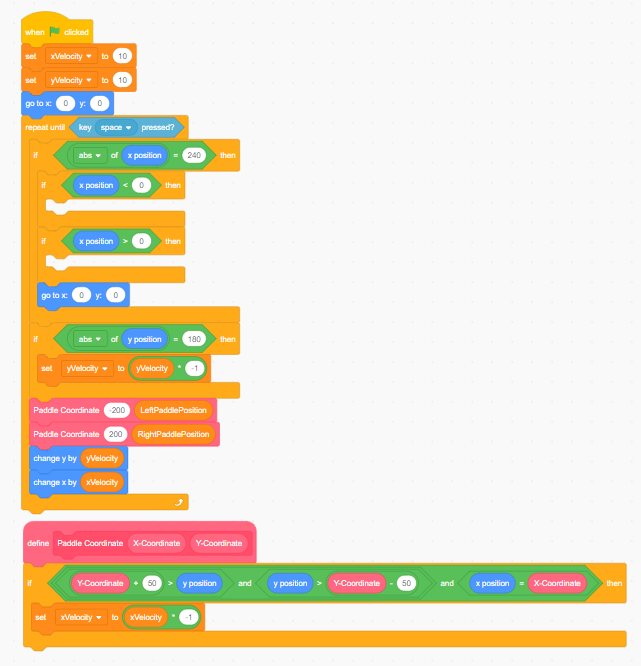 when clicked
set xVelocity to 10
set yVelocity to 10
go to x: 0 y: 0
repeat until key space pressed?
if abs of x position = 240 then
if x position < 0 then
if x position > 0 then
go to x: 0 y: 0
if abs of y position = 180 then
set yVelocity to yVelocity * -1
Paddle Coordinate -200 LeftPaddlePosition
Paddle Coordinate 200 RightPaddlePosition
change y by yVelocity
change x by xVelocity
define Paddle Coordinate X-Coordinate Y-Coordinate
if Y-Coordinate + 50 > y position and y position > Y-Coordinate - 50 and x position = X-Coordinate then
set xVelocity to xVelocity * -1